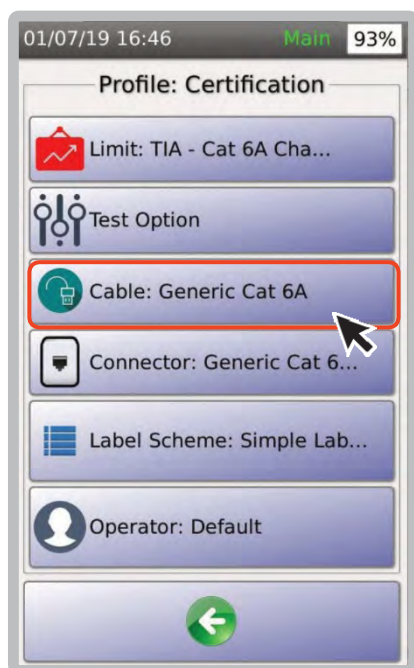 01/07/19 16:46 Main 93%
Profile: Certification
Limit: TIA - Cat 6A Cha...
Test Option
Cable: Generic Cat 6A
Connector: Generic Cat 6...
Label Scheme: Simple Lab...
Operator: Default